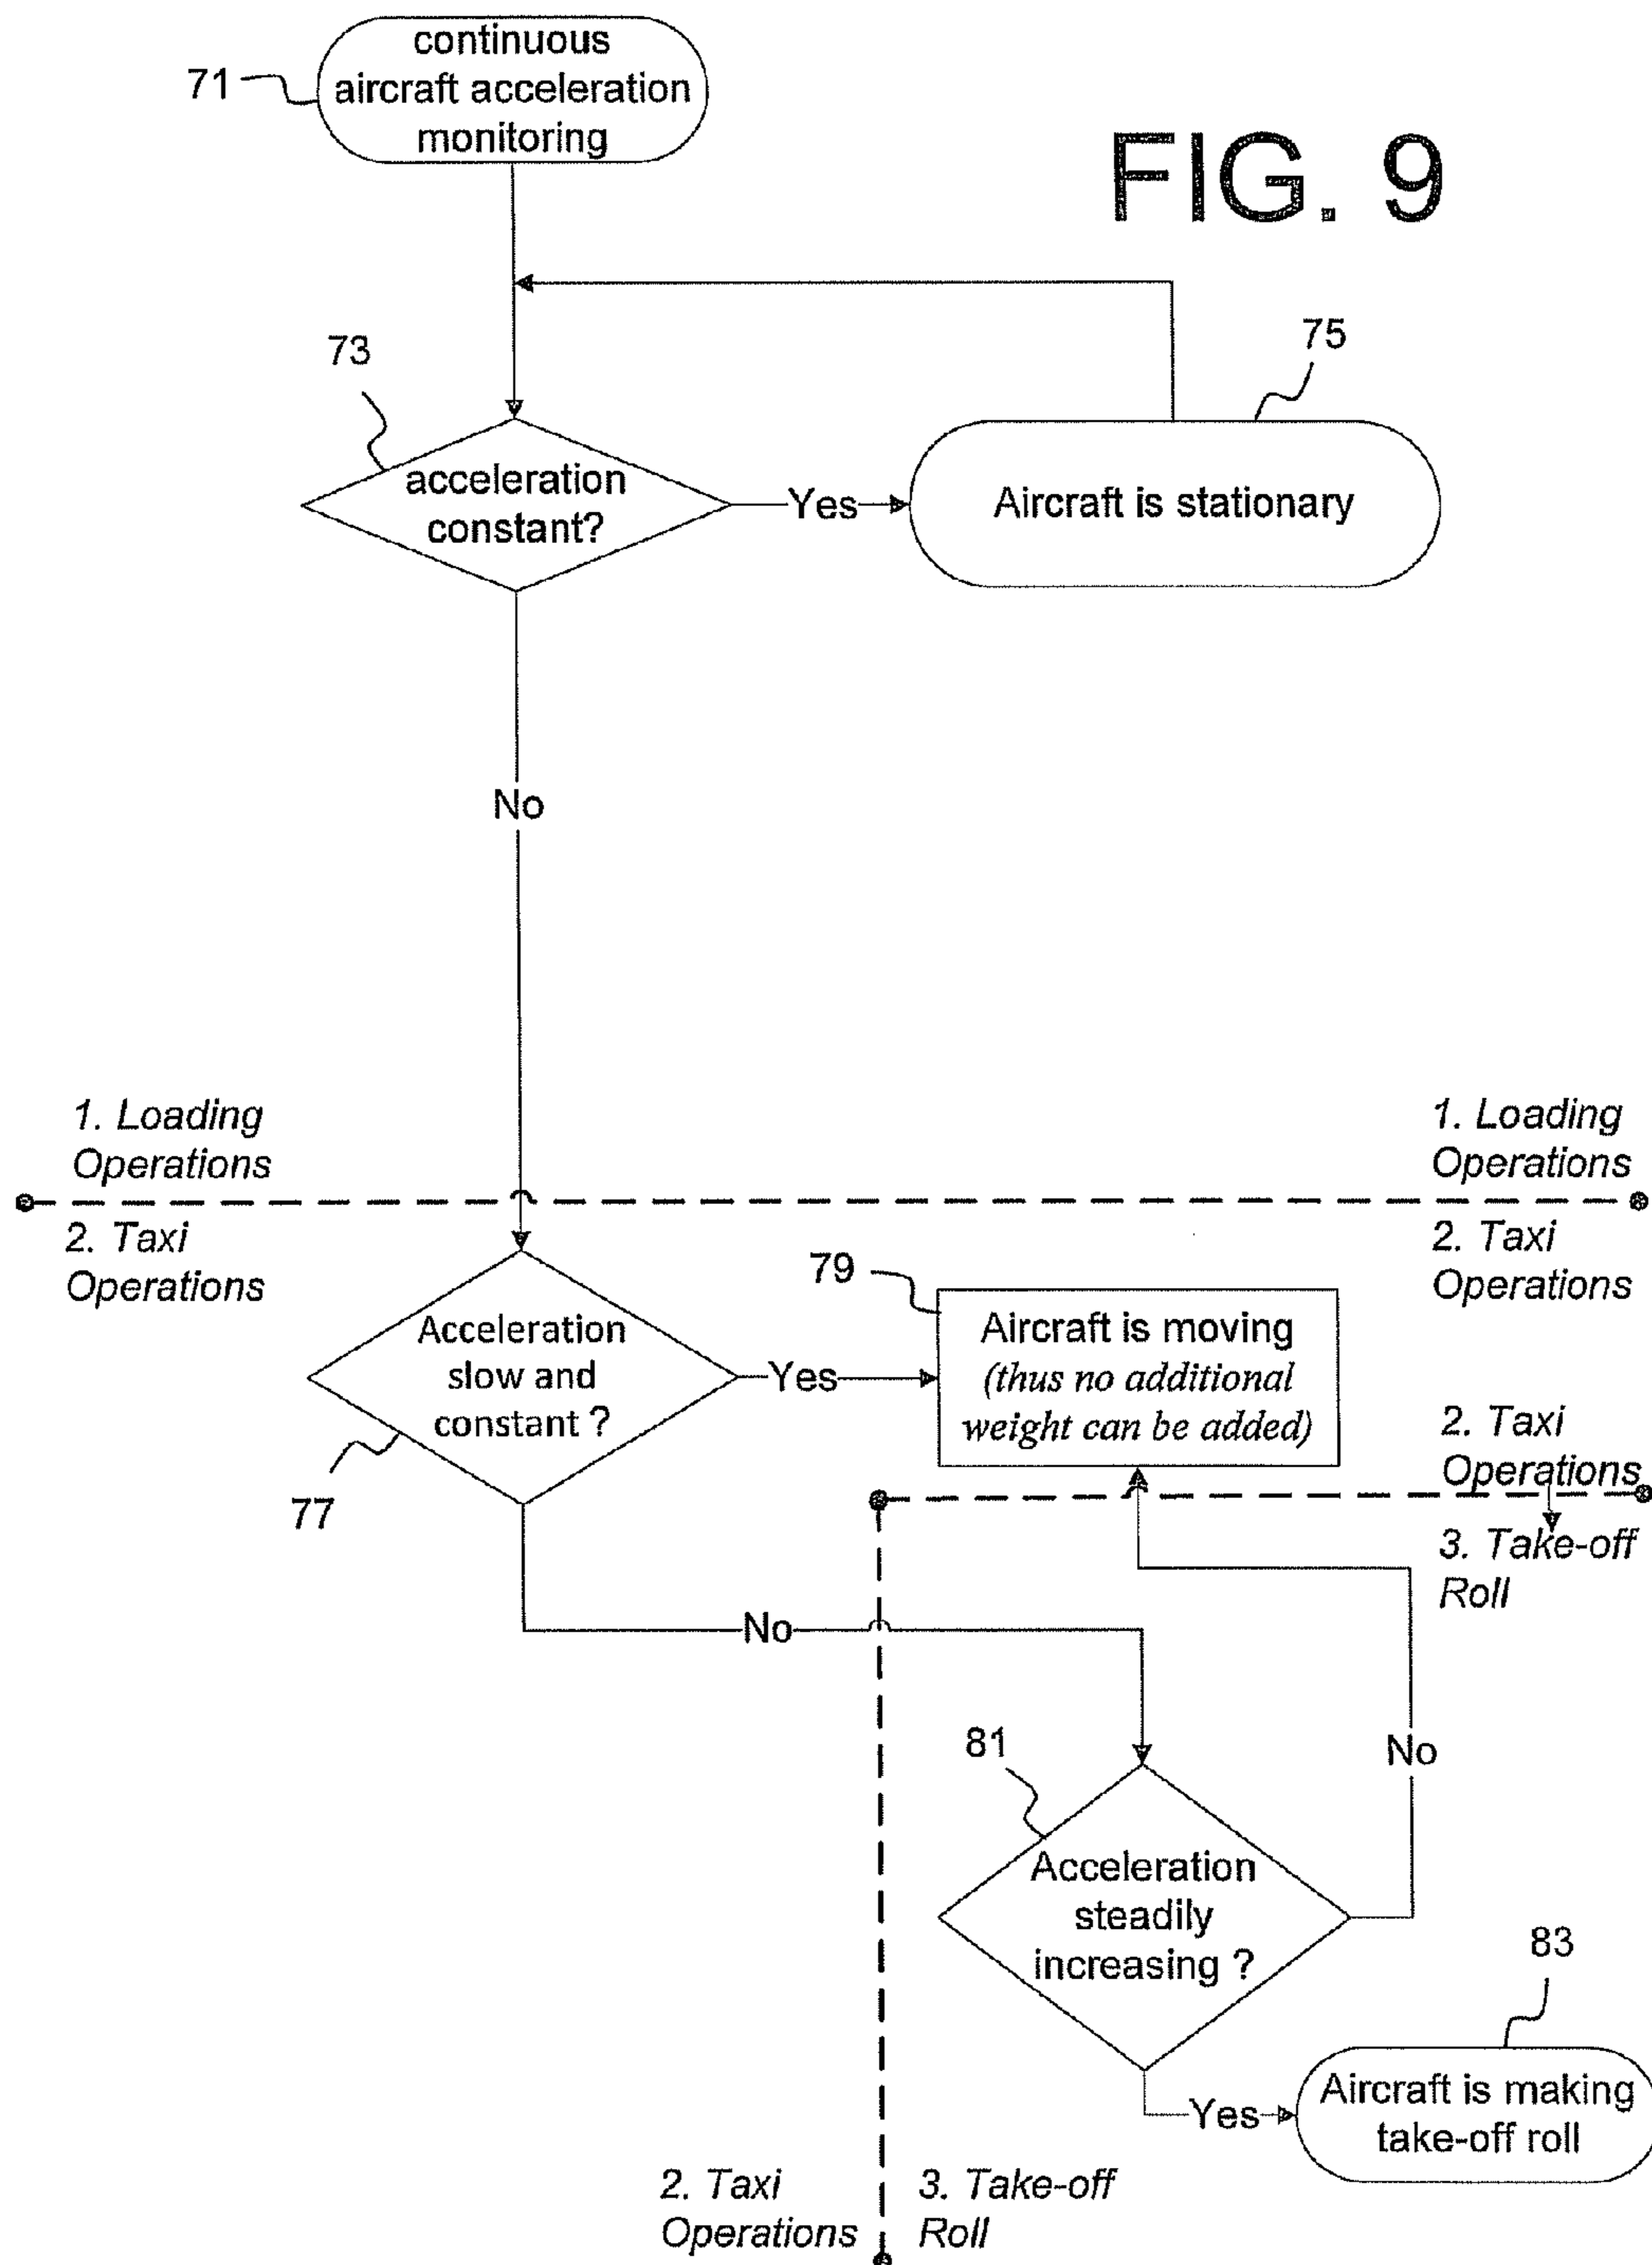 continuous
aircraft acceleration
monitoring
71
FIG. 9
73
75
acceleration
constant?
Yes
Aircraft is stationary
No
1. Loading
Operations
1. Loading
Operations
2. Taxi
Operations
2. Taxi
Operations
79
Acceleration
slow and
constant ?
Yes
Aircraft is moving
(thus no additional
weight can be added)
77
2. Taxi
Operations
3. Take-off
Roll
No
81
No
Acceleration
steadily
increasing ?
83
Yes
Aircraft is making
take-off roll
2. Taxi
Operations
3. Take-off
Roll